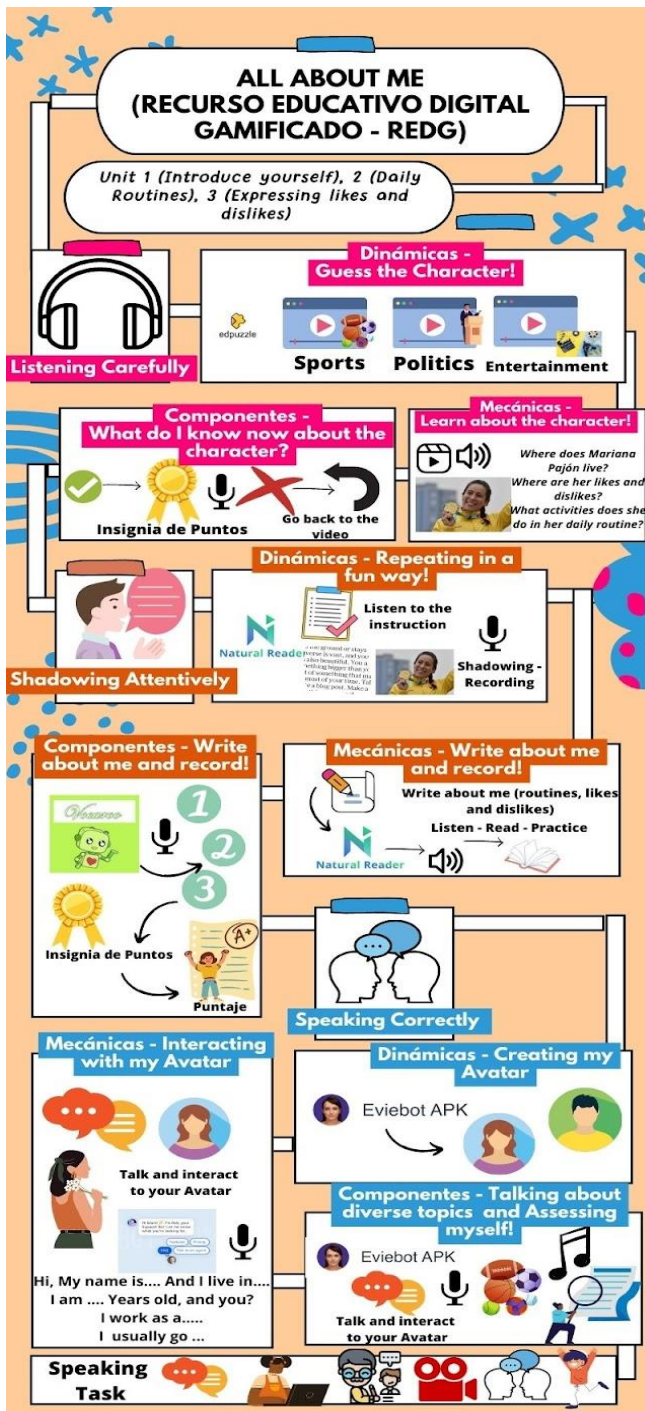 ALL ABOUT ME
(RECURSO EDUCATIVO DIGITAL
GAMIFICADO - REDG)
Unit 1 (Introduce yourself), 2 (Daily
Routines), 3 (Expressing likes and
dislikes)
Listening Carefully
Dinámicas -
Guess the Character!
edpuzzle
Sports
Politics
Entertainment
Mecánicas -
Learn about the character!
Where does Mariana
Pajón live?
Where are her likes and
dislikes?
What activities does she
do in her daily routine?
Componentes -
What do I know now about the
character?
Insignia de Puntos
Go back to the
video
Shadowing Attentively
Dinámicas - Repeating in a
fun way!
Natural Reader
Listen to the
instruction
Shadowing -
Recording
Mecánicas - Write about me
and record!
Write about me (routines, likes
and dislikes)
Listen - Read - Practice
Natural Reader
Componentes - Write
about me and record!
Vocaroo
1
2
3
Insignia de Puntos
A+
Puntaje
Speaking Correctly
Dinámicas - Creating my
Avatar
Eviebot APK
Mecánicas - Interacting
with my Avatar
Talk and interact
to your Avatar
Hi, My name is.... And I live in....
I am .... Years old, and you?
I work as a.....
I usually go ...
Componentes - Talking about
diverse topics and Assessing
myself!
Eviebot APK
Talk and interact
to your Avatar
Speaking
Task